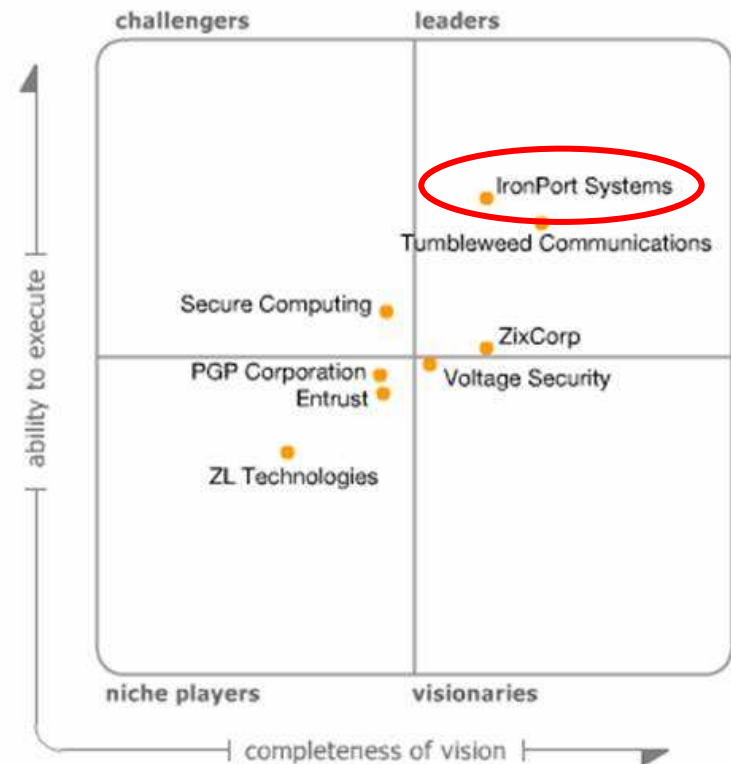 challengers
leaders
IronPort Systems
Tumbleweed Communications
Secure Computing
ZixCorp
PGP Corporation
Voltage Security
Entrust
ZL Technologies
ability to execute
niche players
visionaries
completeness of vision